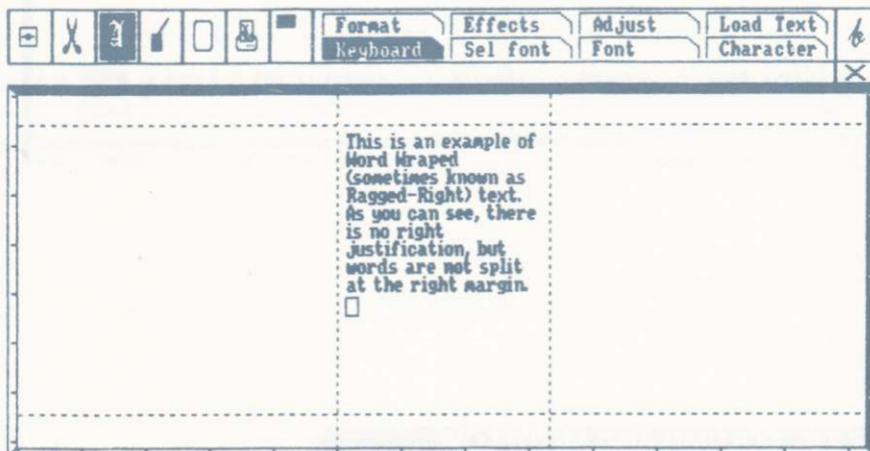 Format Effects Adjust Load Text
Keyboard Sel font Font Character
This is an example of
Word Wraped
(sometimes known as
Ragged-Right) text.
As you can see, there
is no right
justification, but
words are not split
at the right margin.